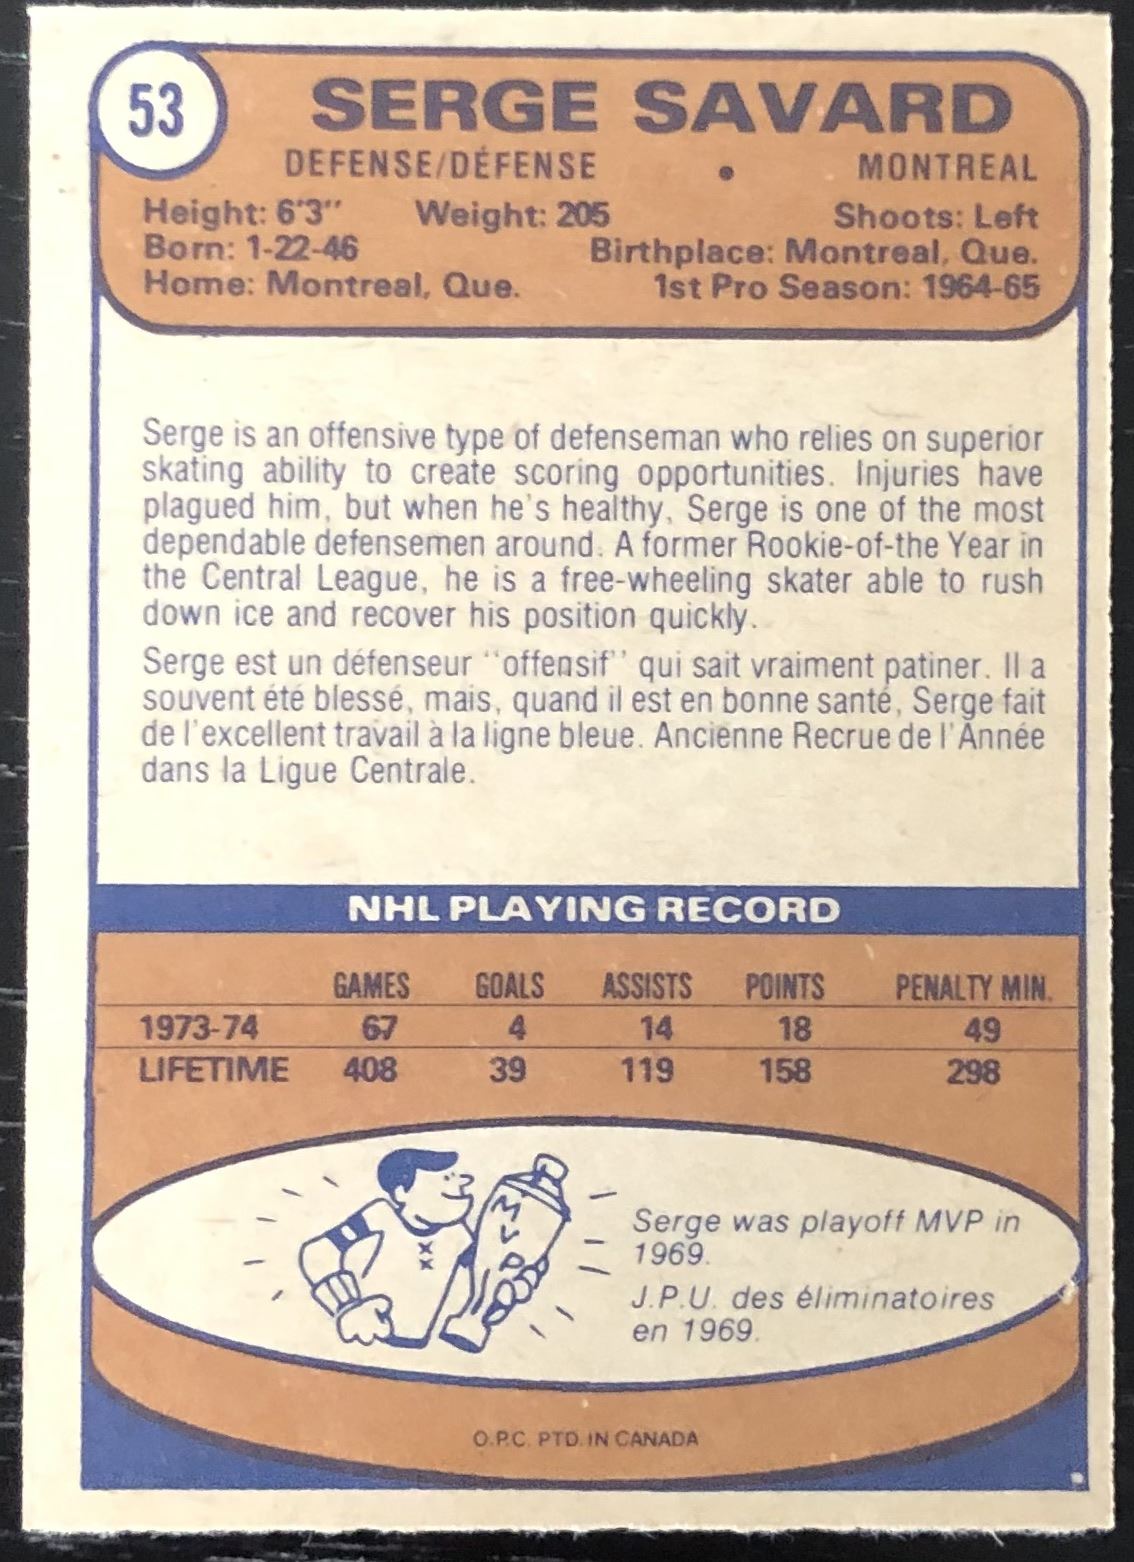 53
SERGE SAVARD
DEFENSE/DÉFENSE • MONTREAL
Height: 6'3" Weight: 205 Shoots: Left
Born: 1-22-46 Birthplace: Montreal, Que.
Home: Montreal, Que. 1st Pro Season: 1964-65
Serge is an offensive type of defenseman who relies on superior
skating ability to create scoring opportunities. Injuries have
plagued him, but when he's healthy, Serge is one of the most
dependable defensemen around. A former Rookie-of-the Year in
the Central League, he is a free-wheeling skater able to rush
down ice and recover his position quickly.
Serge est un défenseur "offensif" qui sait vraiment patiner. Il a
souvent été blessé, mais, quand il est en bonne santé, Serge fait
de l'excellent travail à la ligne bleue. Ancienne Recrue de l'Année
dans la Ligue Centrale.
NHL PLAYING RECORD
GAMES GOALS ASSISTS POINTS PENALTY MIN.
1973-74 67 4 14 18 49
LIFETIME 408 39 119 158 298
MVP
Serge was playoff MVP in
1969.
J.P.U. des éliminatoires
en 1969.
O.P.C. PTD. IN CANADA